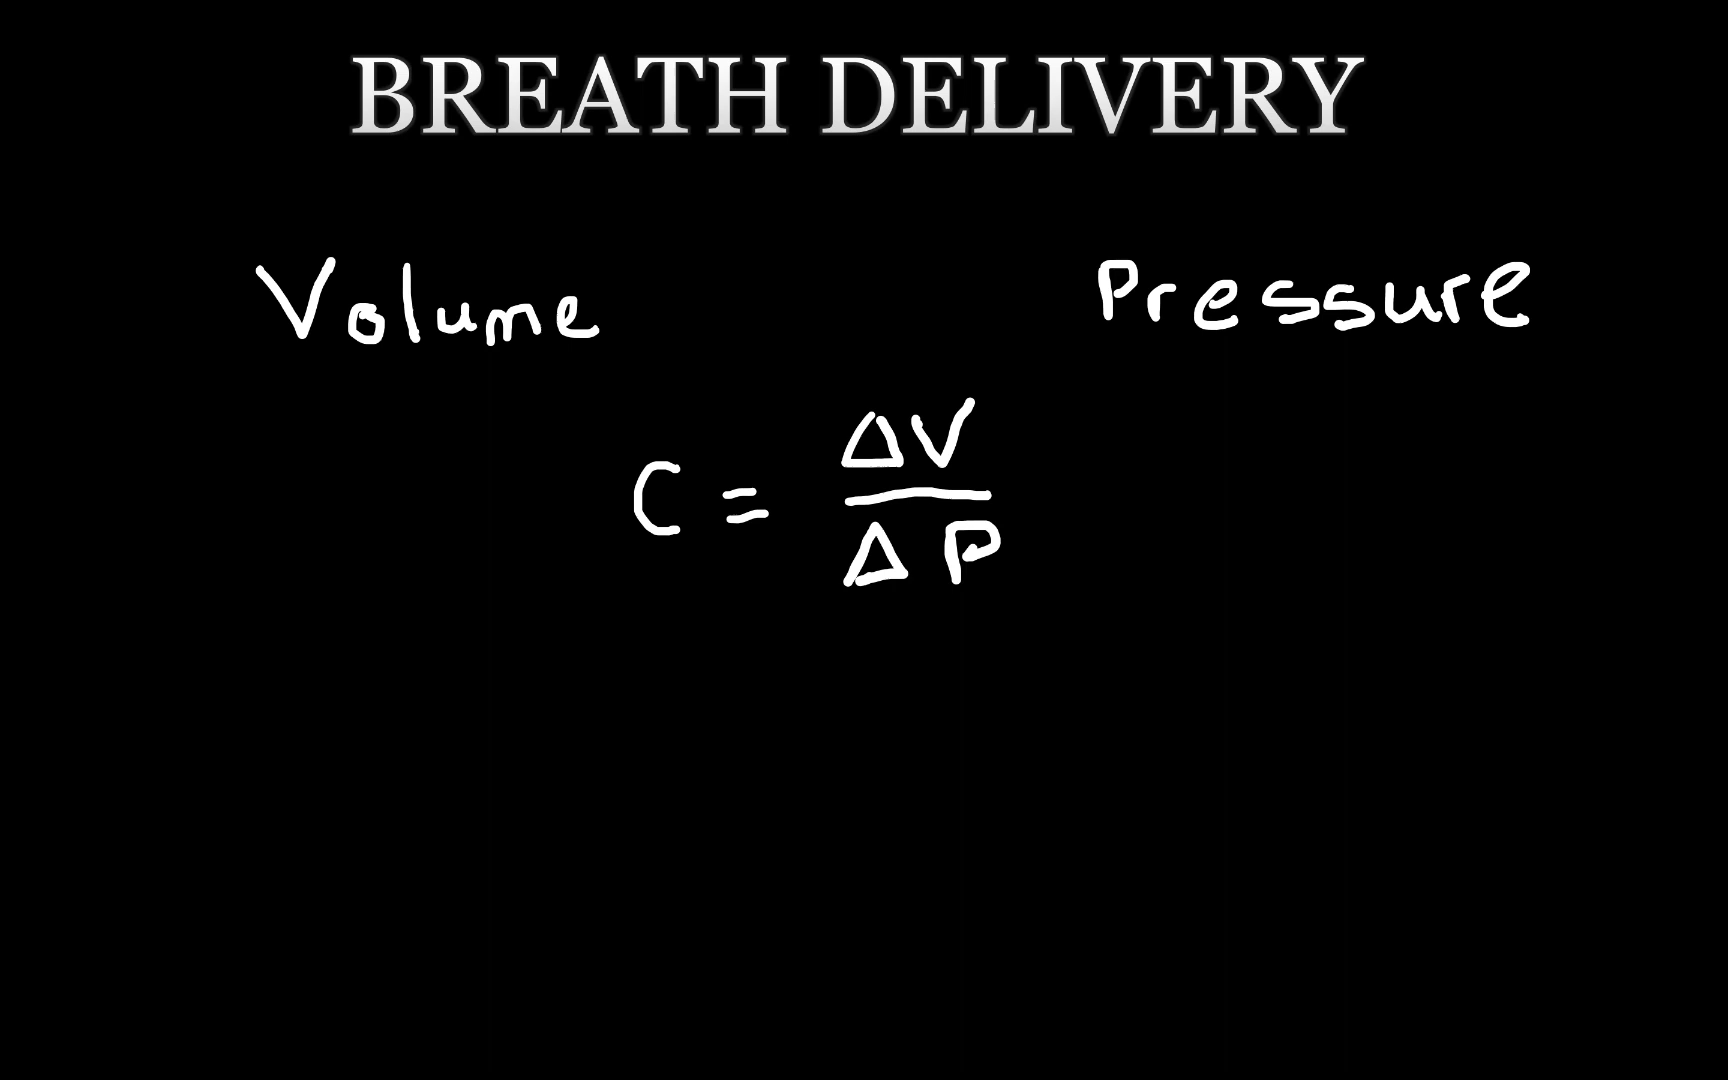 BREATH DELIVERY
Volume Pressure
C = ΔV / ΔP